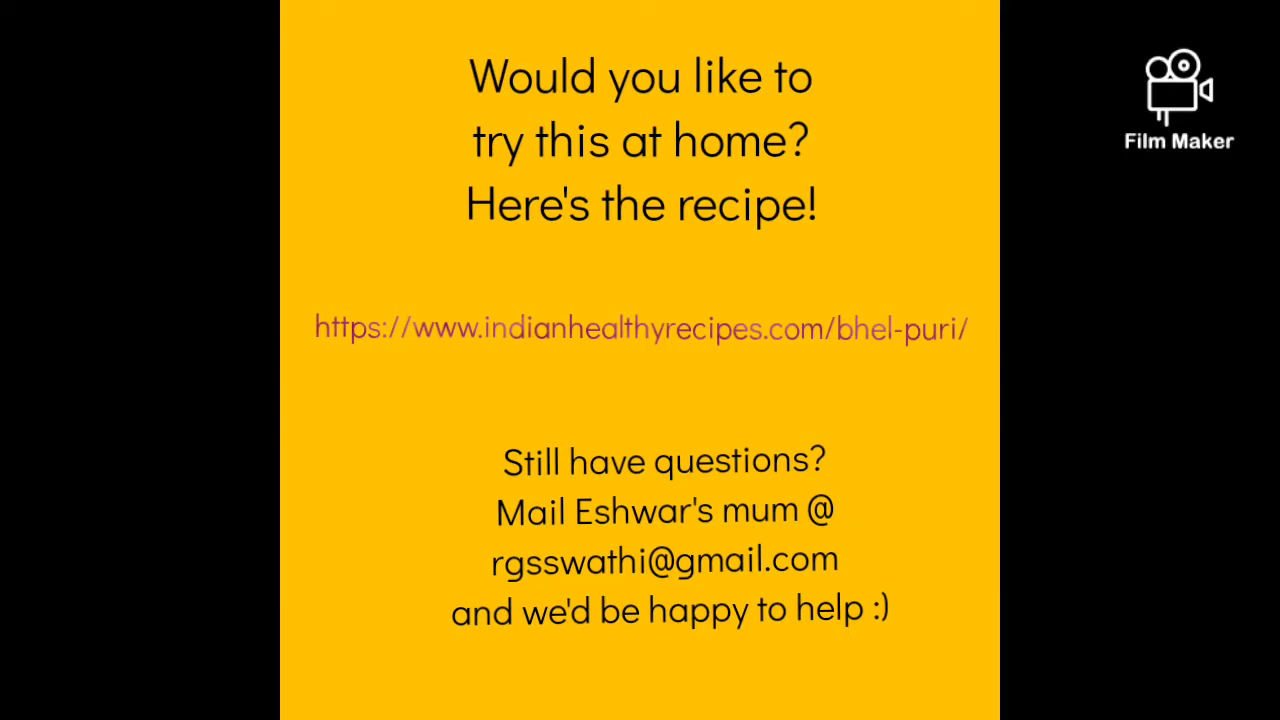 Would you like to
try this at home?
Here's the recipe!
Film Maker
https://www.indianhealthyrecipes.com/bhel-puri/
Still have questions?
Mail Eshwar's mum @
rgsswathi@gmail.com
and we'd be happy to help :)